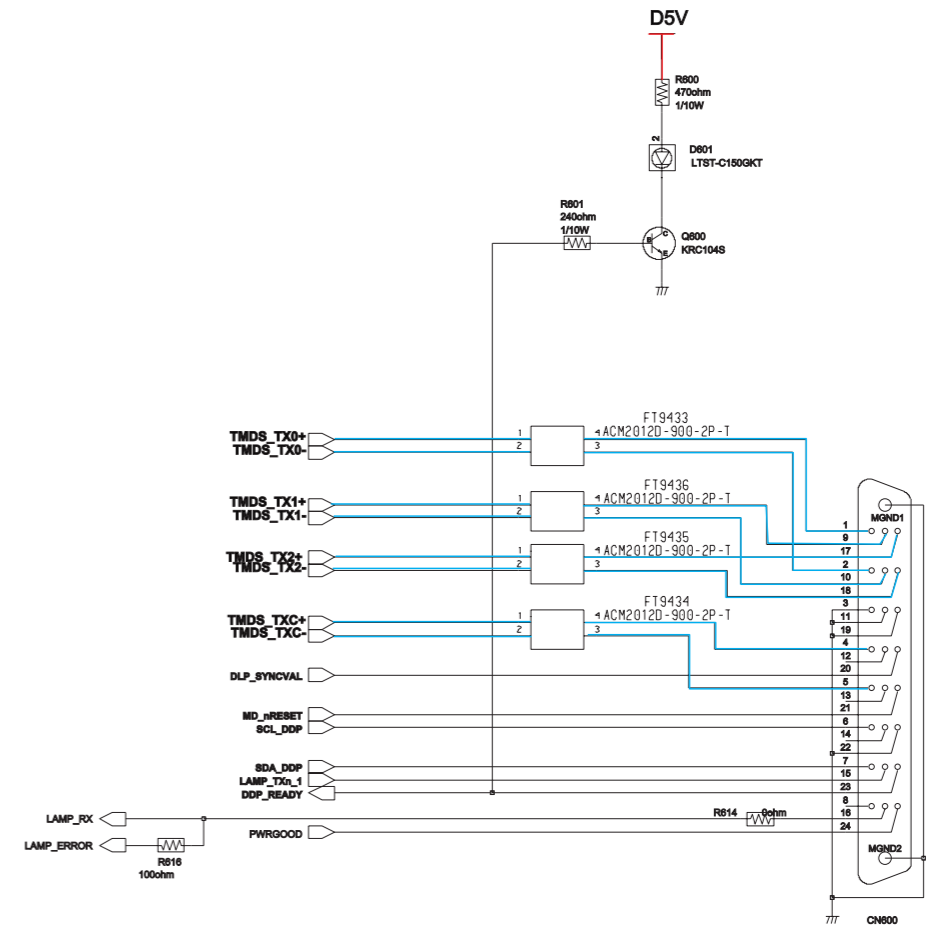 D5V
R600
470ohm
1/10W
2
D601
LTST-C150GKT
R601
240ohm
1/10W
Q600
KRC104S
B
C
E
FT9433
TMDS_TX0+ 1 4 ACM2012D-900-2P-T
TMDS_TX0- 2 3
FT9436
TMDS_TX1+ 1 4 ACM2012D-900-2P-T
TMDS_TX1- 2 3
FT9435
TMDS_TX2+ 1 4 ACM2012D-900-2P-T
TMDS_TX2- 2 3
FT9434
TMDS_TXC+ 1 4 ACM2012D-900-2P-T
TMDS_TXC- 2 3
DLP_SYNCVAL
MD_nRESET
SCL_DDP
SDA_DDP
LAMP_TXn_1
DDP_READY
LAMP_RX
LAMP_ERROR
R616
100ohm
PWRGOOD
R614 0ohm
MGND1
1
9
17
2
10
18
3
11
19
4
12
20
5
13
21
6
14
22
7
15
23
8
16
24
MGND2
CN600